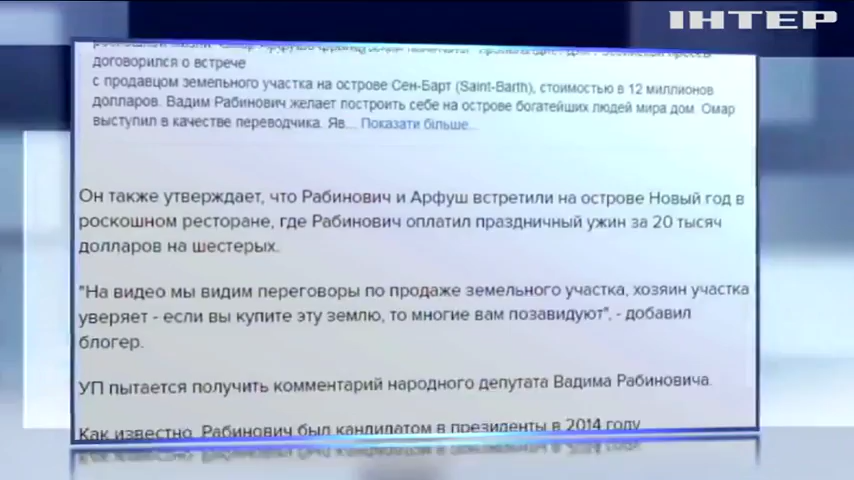 ІНТЕР
договорился о встрече
с продавцом земельного участка на острове Сен-Барт (Saint-Barth), стоимостью в 12 миллионов
долларов. Вадим Рабинович желает построить себе на острове богатейших людей мира дом. Омар
выступил в качестве переводчика. Яв... Показати більше...
Он также утверждает, что Рабинович и Арфуш встретили на острове Новый год в
роскошном ресторане, где Рабинович оплатил праздничный ужин за 20 тысяч
долларов на шестерых.
"На видео мы видим переговоры по продаже земельного участка, хозяин участка
уверяет - если вы купите эту землю, то многие вам позавидуют", - добавил
блогер.
УП пытается получить комментарий народного депутата Вадима Рабиновича.
Как известно, Рабинович был кандидатом в президенты в 2014 году